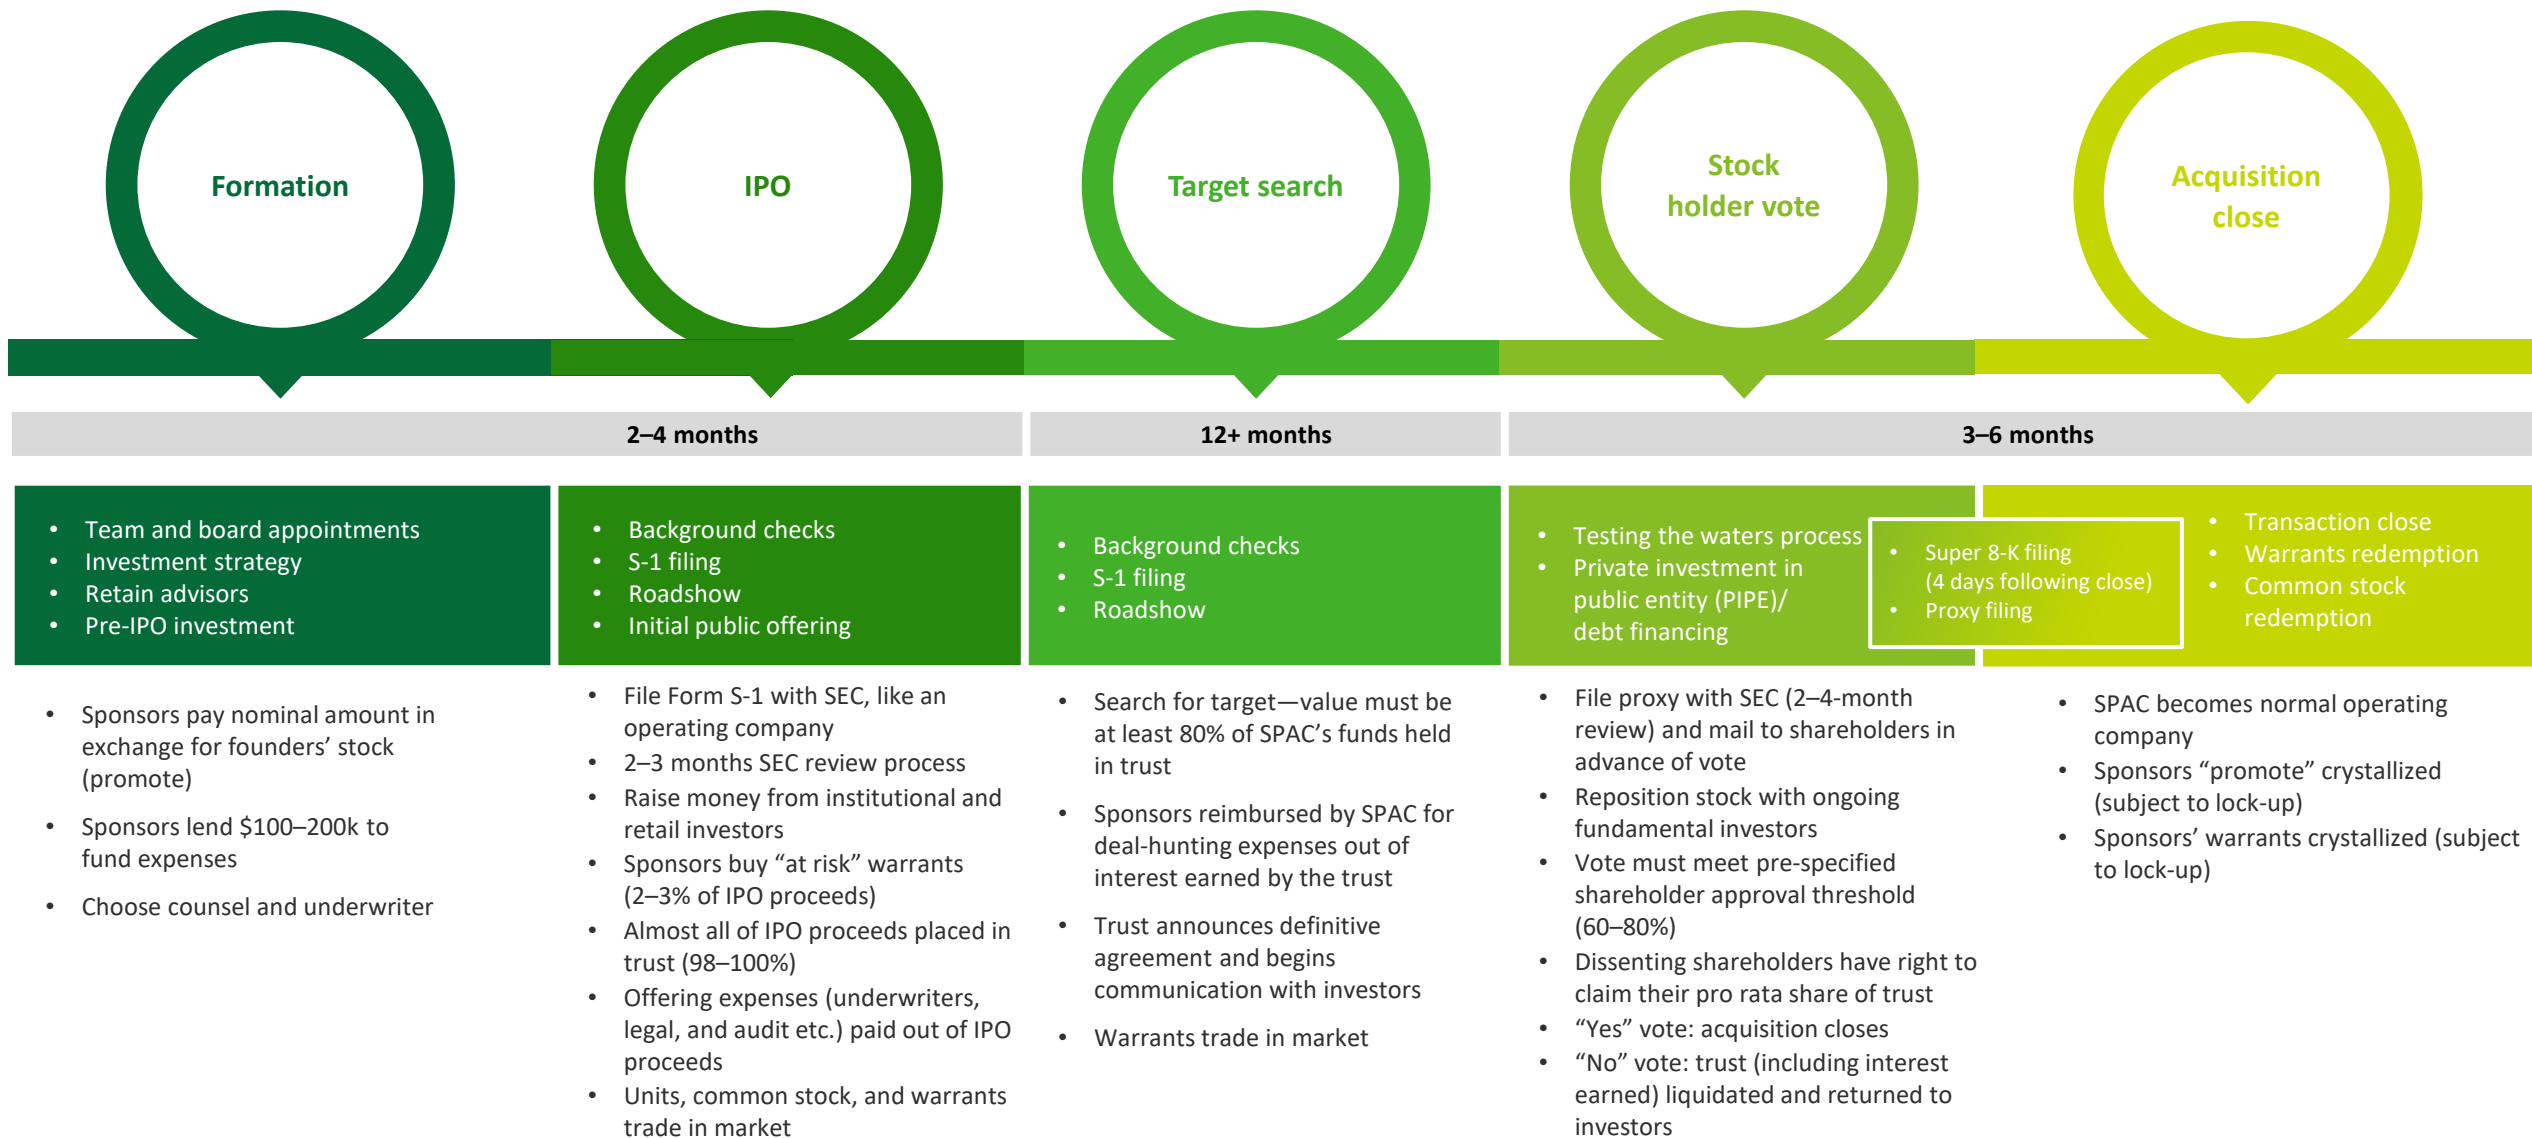 Formation
IPO
Target search
Stock
holder vote
Acquisition
close
2–4 months
12+ months
3–6 months
• Team and board appointments
• Investment strategy
• Retain advisors
• Pre-IPO investment
• Background checks
• S-1 filing
• Roadshow
• Initial public offering
• Background checks
• S-1 filing
• Roadshow
• Testing the waters process
• Private investment in
public entity (PIPE)/
debt financing
• Super 8-K filing
(4 days following close)
• Proxy filing
• Transaction close
• Warrants redemption
• Common stock
redemption
• Sponsors pay nominal amount in
exchange for founders’ stock
(promote)
• Sponsors lend $100–200k to
fund expenses
• Choose counsel and underwriter
• File Form S-1 with SEC, like an
operating company
• 2–3 months SEC review process
• Raise money from institutional and
retail investors
• Sponsors buy “at risk” warrants
(2–3% of IPO proceeds)
• Almost all of IPO proceeds placed in
trust (98–100%)
• Offering expenses (underwriters,
legal, and audit etc.) paid out of IPO
proceeds
• Units, common stock, and warrants
trade in market
• Search for target—value must be
at least 80% of SPAC’s funds held
in trust
• Sponsors reimbursed by SPAC for
deal-hunting expenses out of
interest earned by the trust
• Trust announces definitive
agreement and begins
communication with investors
• Warrants trade in market
• File proxy with SEC (2–4-month
review) and mail to shareholders in
advance of vote
• Reposition stock with ongoing
fundamental investors
• Vote must meet pre-specified
shareholder approval threshold
(60–80%)
• Dissenting shareholders have right to
claim their pro rata share of trust
• “Yes” vote: acquisition closes
• “No” vote: trust (including interest
earned) liquidated and returned to
investors
• SPAC becomes normal operating
company
• Sponsors “promote” crystallized
(subject to lock-up)
• Sponsors’ warrants crystallized (subject
to lock-up)